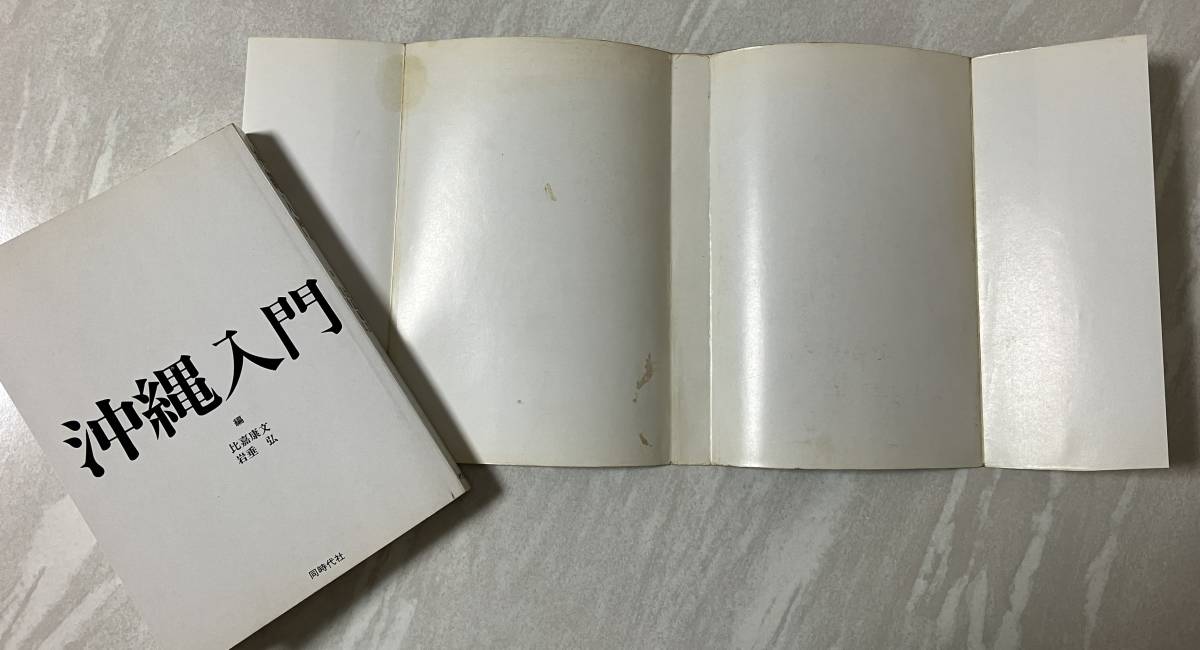 沖縄入門
編
比嘉康文
岩垂 弘
同時代社